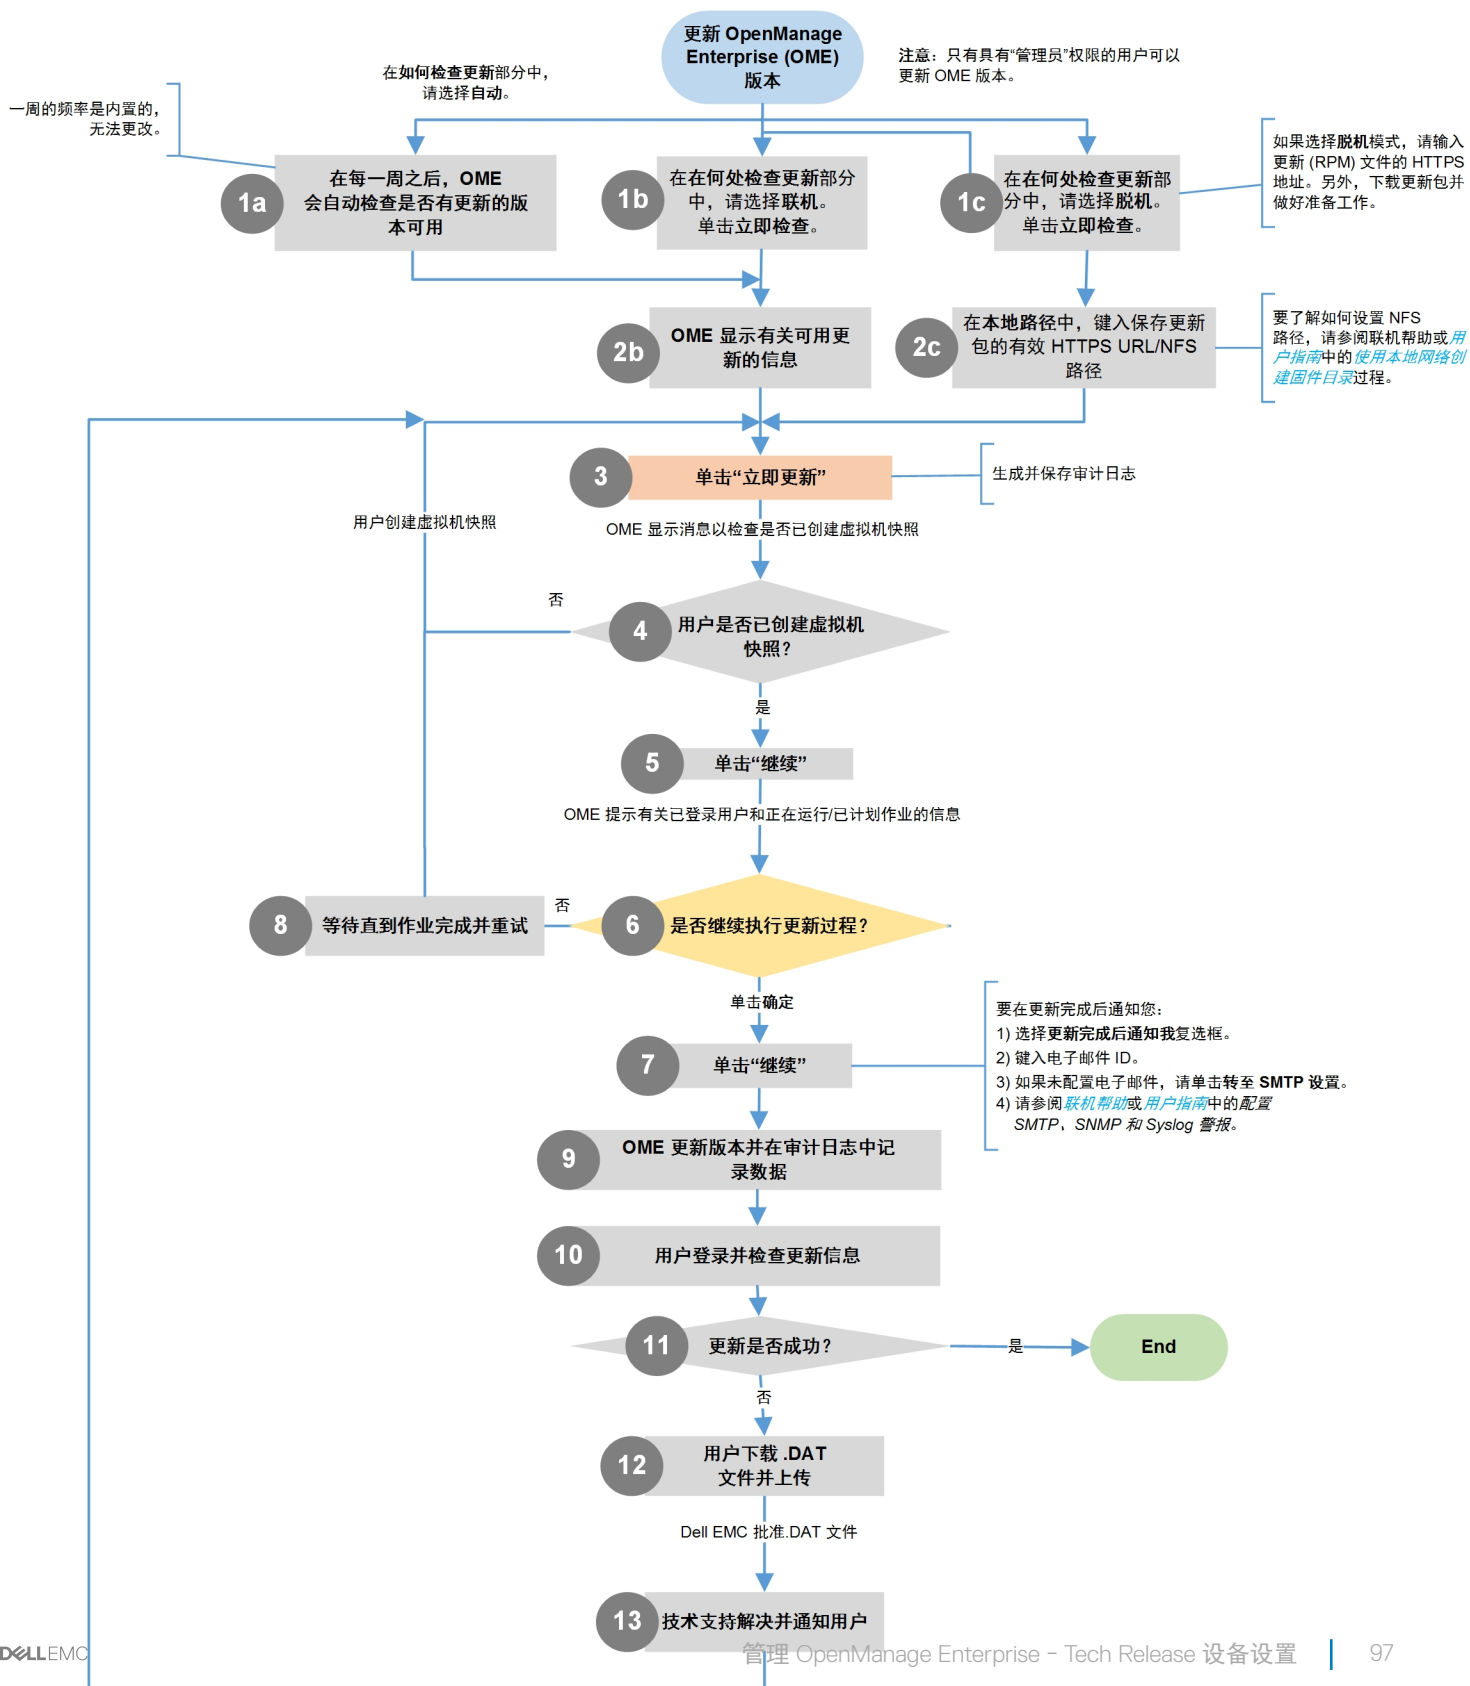 更新 OpenManage
Enterprise (OME)
版本
注意：只有具有“管理员”权限的用户可以
更新 OME 版本。
在如何检查更新部分中，
请选择自动。
一周的频率是内置的，
无法更改。
1a
在每一周之后，OME
会自动检查是否有更新的版
本可用
1b
在在何处检查更新部分
中，请选择联机。
单击立即检查。
1c
在在何处检查更新部
分中，请选择脱机。
单击立即检查。
如果选择脱机模式，请输入
更新 (RPM) 文件的 HTTPS
地址。另外，下载更新包并
做好准备工作。
2b
OME 显示有关可用更
新的信息
2c
在本地路径中，键入保存更新
包的有效 HTTPS URL/NFS
路径
要了解如何设置 NFS
路径，请参阅联机帮助或用
户指南中的使用本地网络创
建固件目录过程。
3
单击“立即更新”
生成并保存审计日志
用户创建虚拟机快照
OME 显示消息以检查是否已创建虚拟机快照
否
4
用户是否已创建虚拟机
快照？
是
5
单击“继续”
OME 提示有关已登录用户和正在运行/已计划作业的信息
8
等待直到作业完成并重试
否
6
是否继续执行更新过程？
单击确定
7
单击“继续”
要在更新完成后通知您：
1) 选择更新完成后通知我复选框。
2) 键入电子邮件 ID。
3) 如果未配置电子邮件，请单击转至 SMTP 设置。
4) 请参阅联机帮助或用户指南中的配置
SMTP、SNMP 和 Syslog 警报。
9
OME 更新版本并在审计日志中记
录数据
10
用户登录并检查更新信息
11
更新是否成功？
是
End
否
12
用户下载 .DAT
文件并上传
Dell EMC 批准.DAT 文件
13
技术支持解决并通知用户
DELLEMC
管理 OpenManage Enterprise - Tech Release 设备设置
97